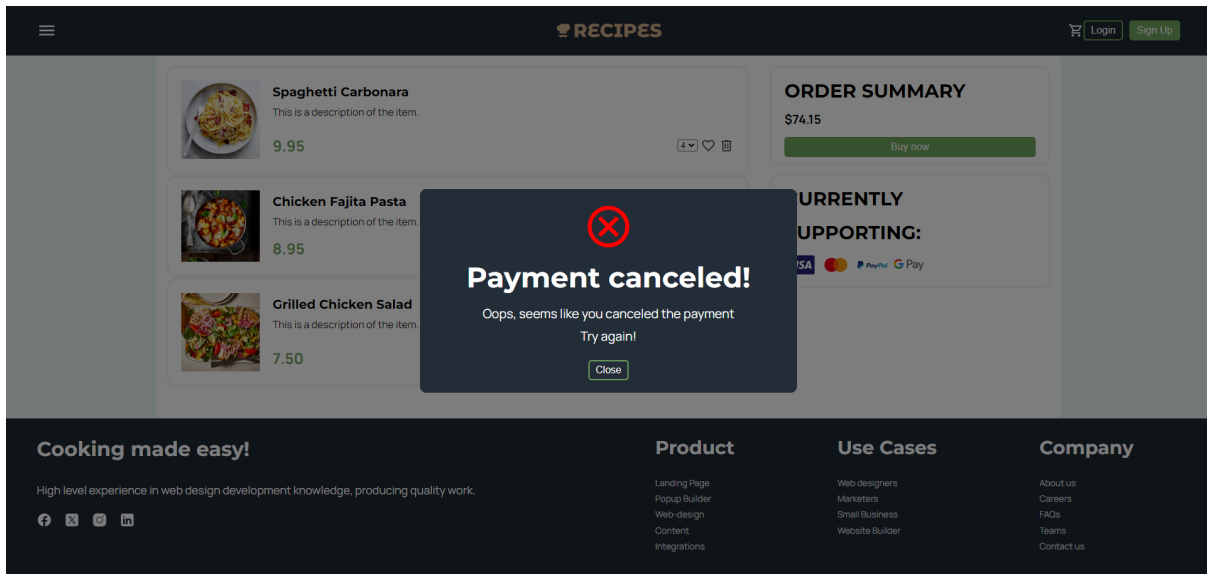 RECIPES
Login
Sign Up
Spaghetti Carbonara
This is a description of the item.
9.95
4
Chicken Fajita Pasta
This is a description of the item.
8.95
Grilled Chicken Salad
This is a description of the item.
7.50
ORDER SUMMARY
$74.15
Buy now
URRENTLY
UPPORTING:
ISA
PayPal
G Pay
Payment canceled!
Oops, seems like you canceled the payment
Try again!
Close
Cooking made easy!
High level experience in web design development knowledge, producing quality work.
Product
Landing Page
Popup Builder
Web-design
Content
Integrations
Use Cases
Web designers
Marketers
Small Business
Website Builder
Company
About us
Careers
FAQs
Teams
Contact us